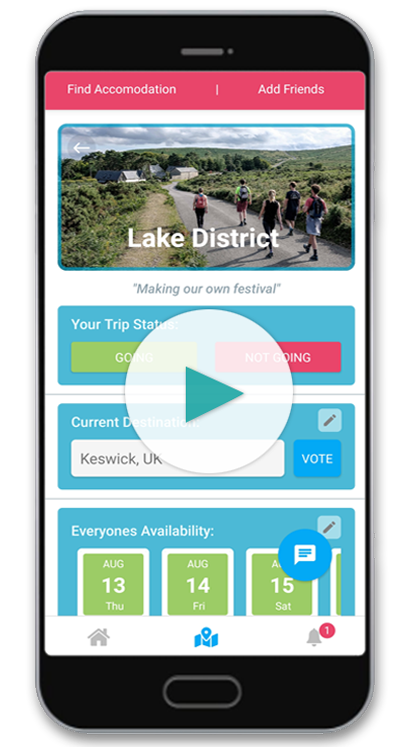 Find Accomodation | Add Friends
Lake District
"Making our own festival"
Your Trip Status:
GOING NOT GOING
Current Destination:
Keswick, UK VOTE
Everyones Availability:
AUG AUG
13 14 15
Thu Fri Sat
1